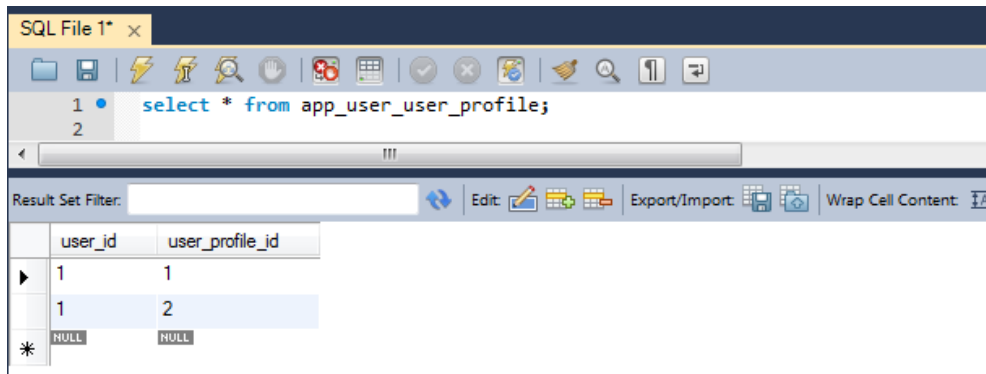 SQL File 1* ×
1 select * from app_user_user_profile;
2
Result Set Filter: Edit: Export/Import: Wrap Cell Content:
user_id user_profile_id
1 1
1 2
NULL NULL